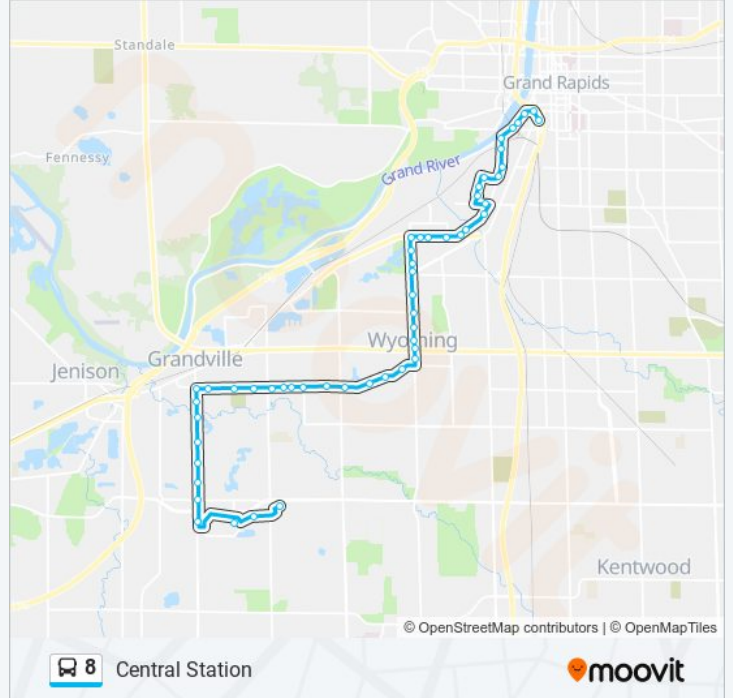 Standale
Grand Rapids
Fennessy
Grand River
Wyoming
Grandville
Jenison
Kentwood
© OpenStreetMap contributors | © OpenMapTiles
8 Central Station
moovit